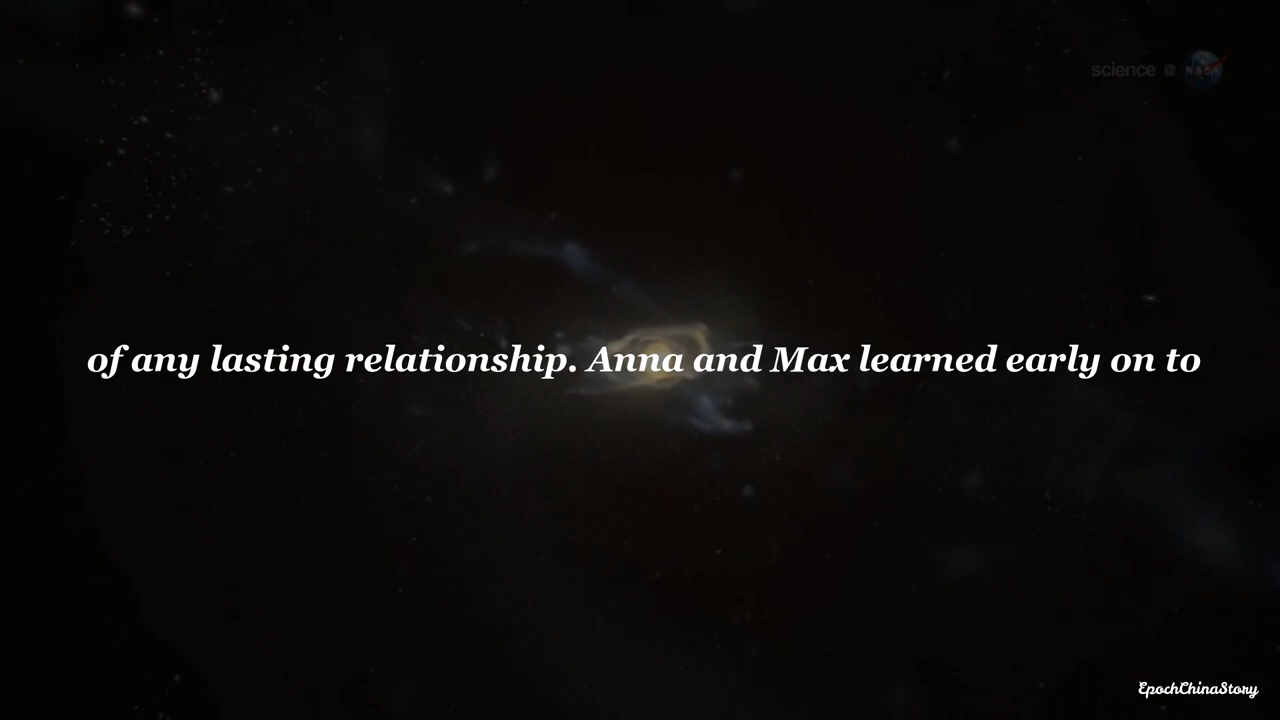 science @ NASA
of any lasting relationship. Anna and Max learned early on to
EpochChinaStory